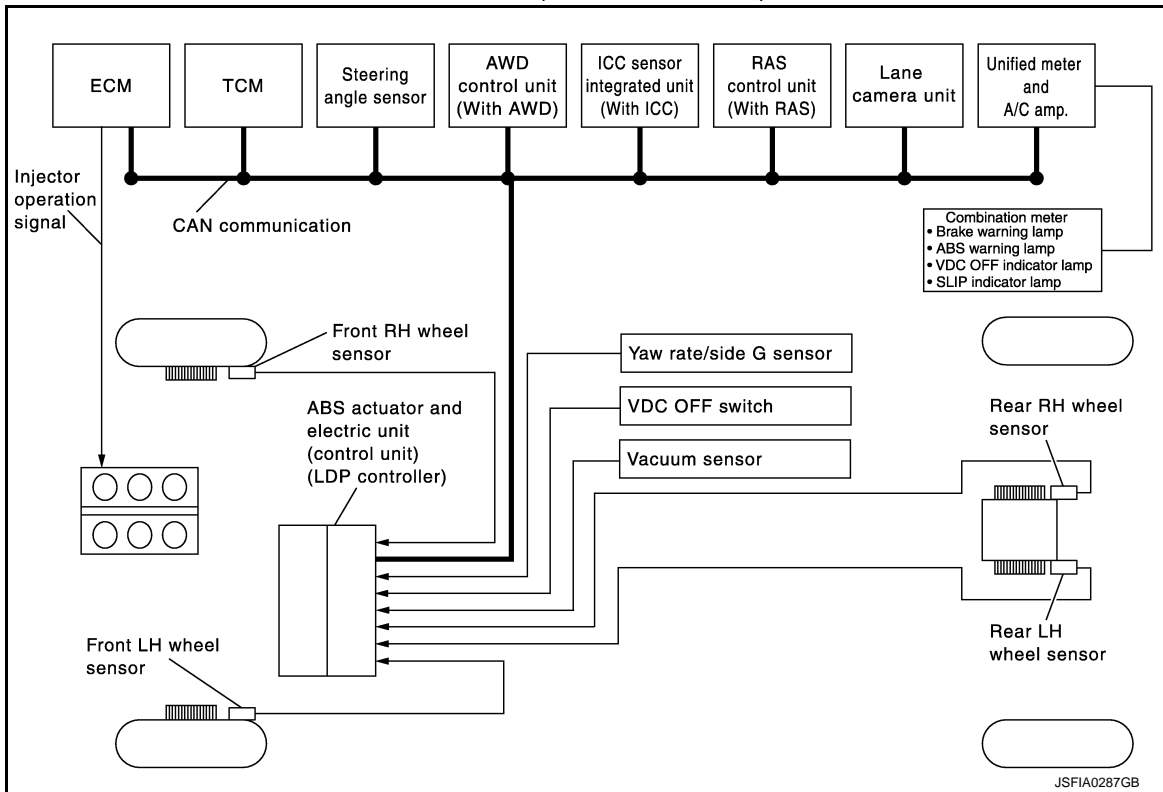 ECM
TCM
Steering
angle sensor
AWD
control unit
(With AWD)
ICC sensor
integrated unit
(With ICC)
RAS
control unit
(With RAS)
Lane
camera unit
Unified meter
and
A/C amp.
Injector
operation
signal
CAN communication
Combination meter
• Brake warning lamp
• ABS warning lamp
• VDC OFF indicator lamp
• SLIP indicator lamp
Front RH wheel
sensor
Yaw rate/side G sensor
VDC OFF switch
Vacuum sensor
ABS actuator and
electric unit
(control unit)
(LDP controller)
Rear RH wheel
sensor
Front LH wheel
sensor
Rear LH
wheel sensor
JSFIA0287GB